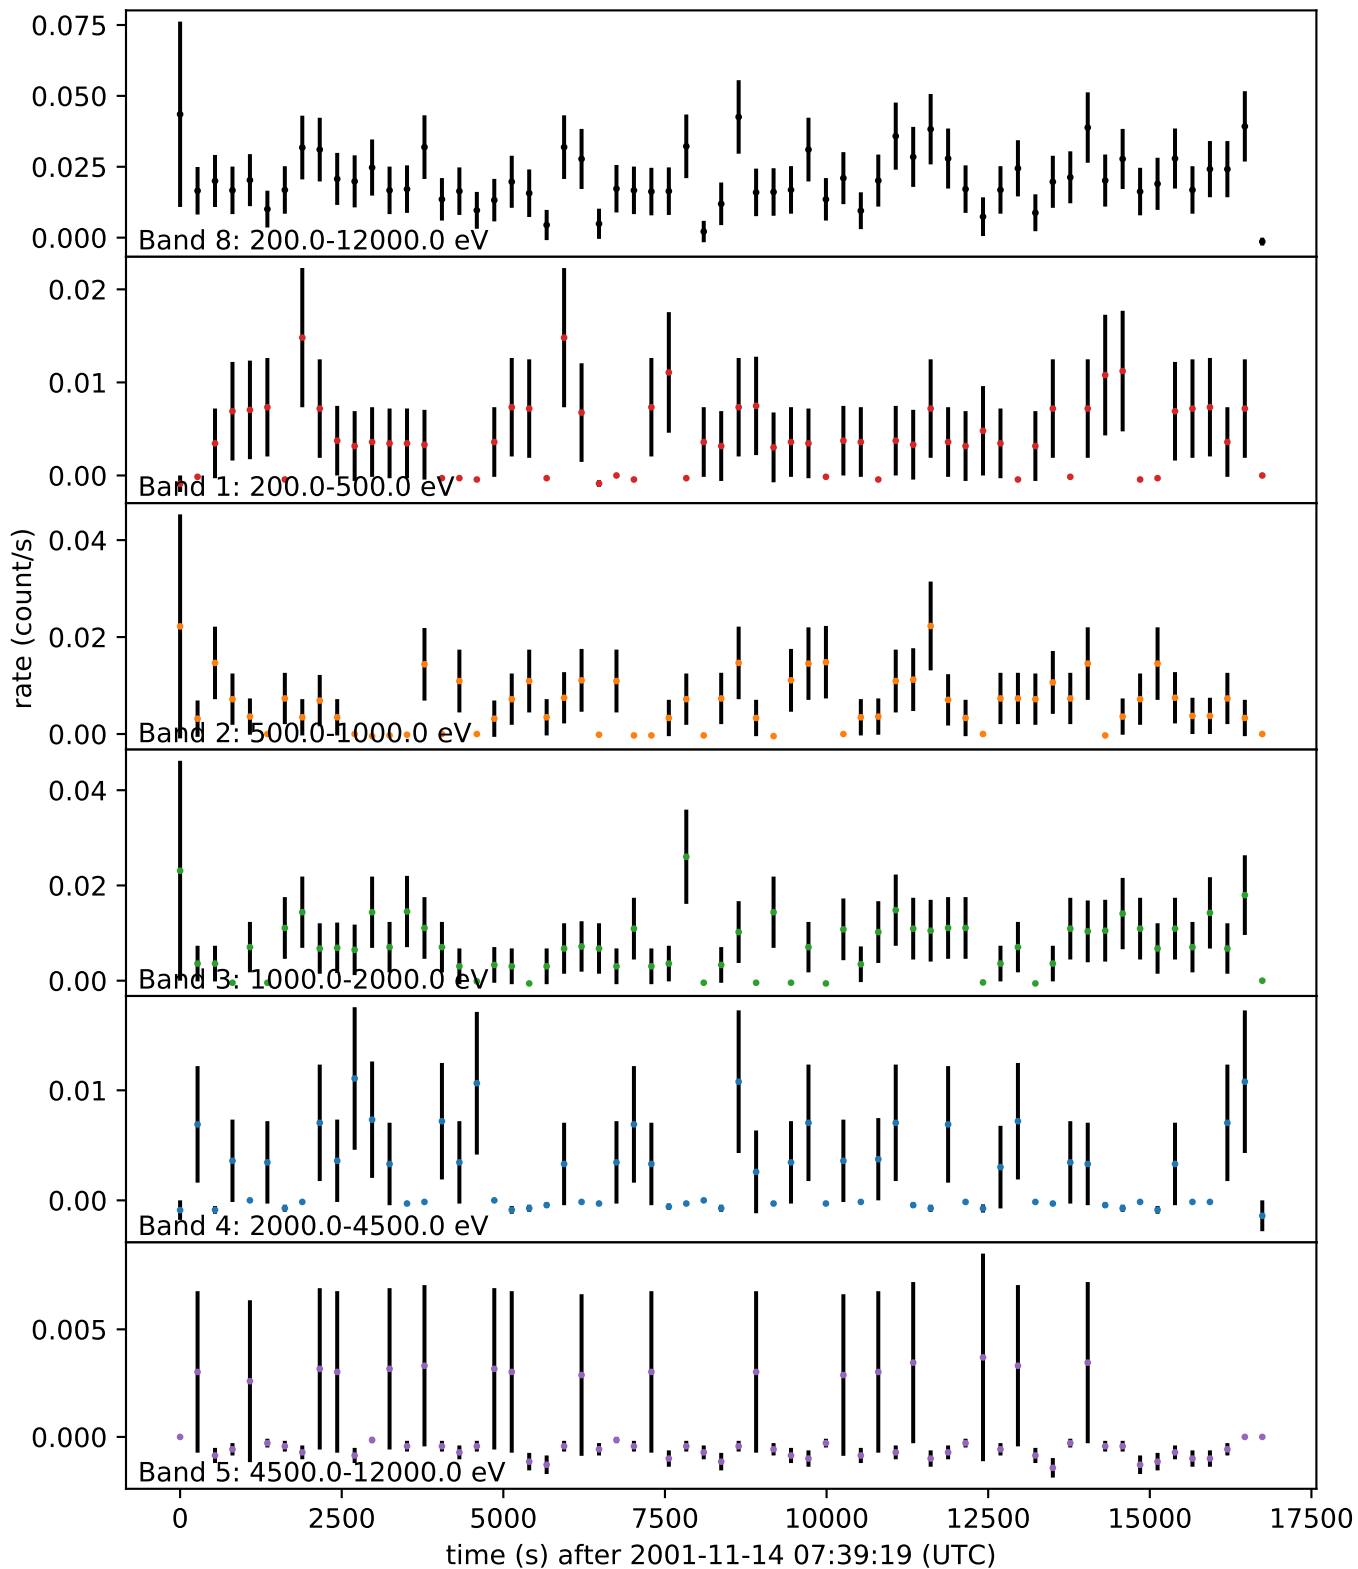 0.075
0.050
0.025
0.000
Band 8: 200.0-12000.0 eV
0.02
0.01
0.00
Band 1: 200.0-500.0 eV
rate (count/s)
0.04
0.02
0.00
Band 2: 500.0-1000.0 eV
0.04
0.02
0.00
Band 3: 1000.0-2000.0 eV
0.01
0.00
Band 4: 2000.0-4500.0 eV
0.005
0.000
Band 5: 4500.0-12000.0 eV
0 2500 5000 7500 10000 12500 15000 17500
time (s) after 2001-11-14 07:39:19 (UTC)